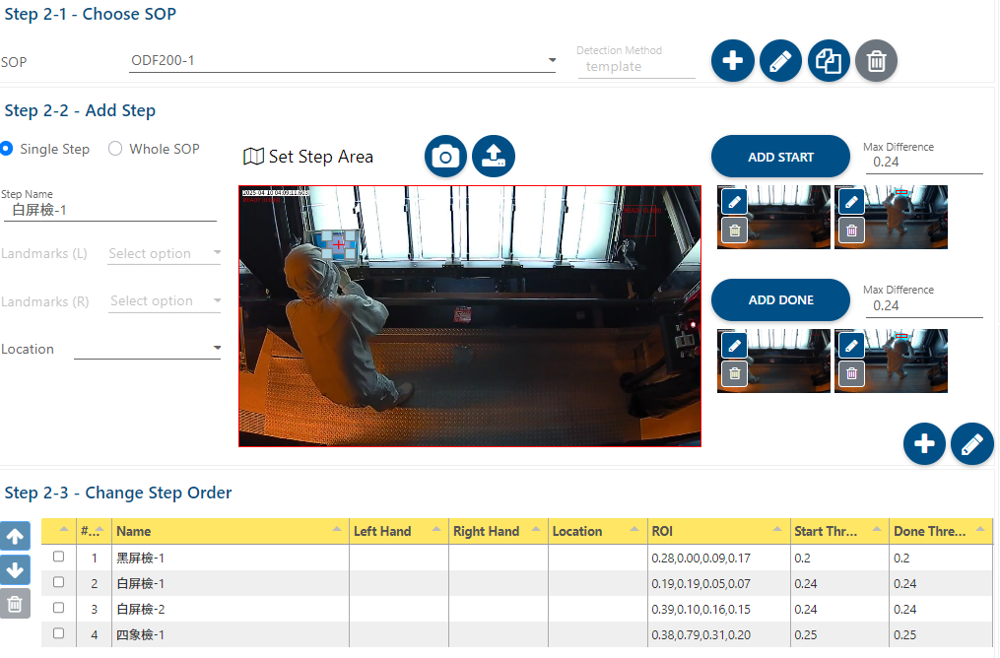 Step 2-1 - Choose SOP
SOP
ODF200-1
Detection Method
template
Step 2-2 - Add Step
Single Step
Whole SOP
Set Step Area
ADD START
Max Difference
0.24
Step Name
白屏檢-1
Landmarks (L)
Select option
Landmarks (R)
Select option
Location
ADD DONE
Max Difference
0.24
Step 2-3 - Change Step Order
#... Name Left Hand Right Hand Location ROI Start Thr... Done Thre...
1 黑屏檢-1 0.28,0.00,0.09,0.17 0.2 0.2
2 白屏檢-1 0.19,0.19,0.05,0.07 0.24 0.24
3 白屏檢-2 0.39,0.10,0.16,0.15 0.24 0.24
4 四象檢-1 0.38,0.79,0.31,0.20 0.25 0.25